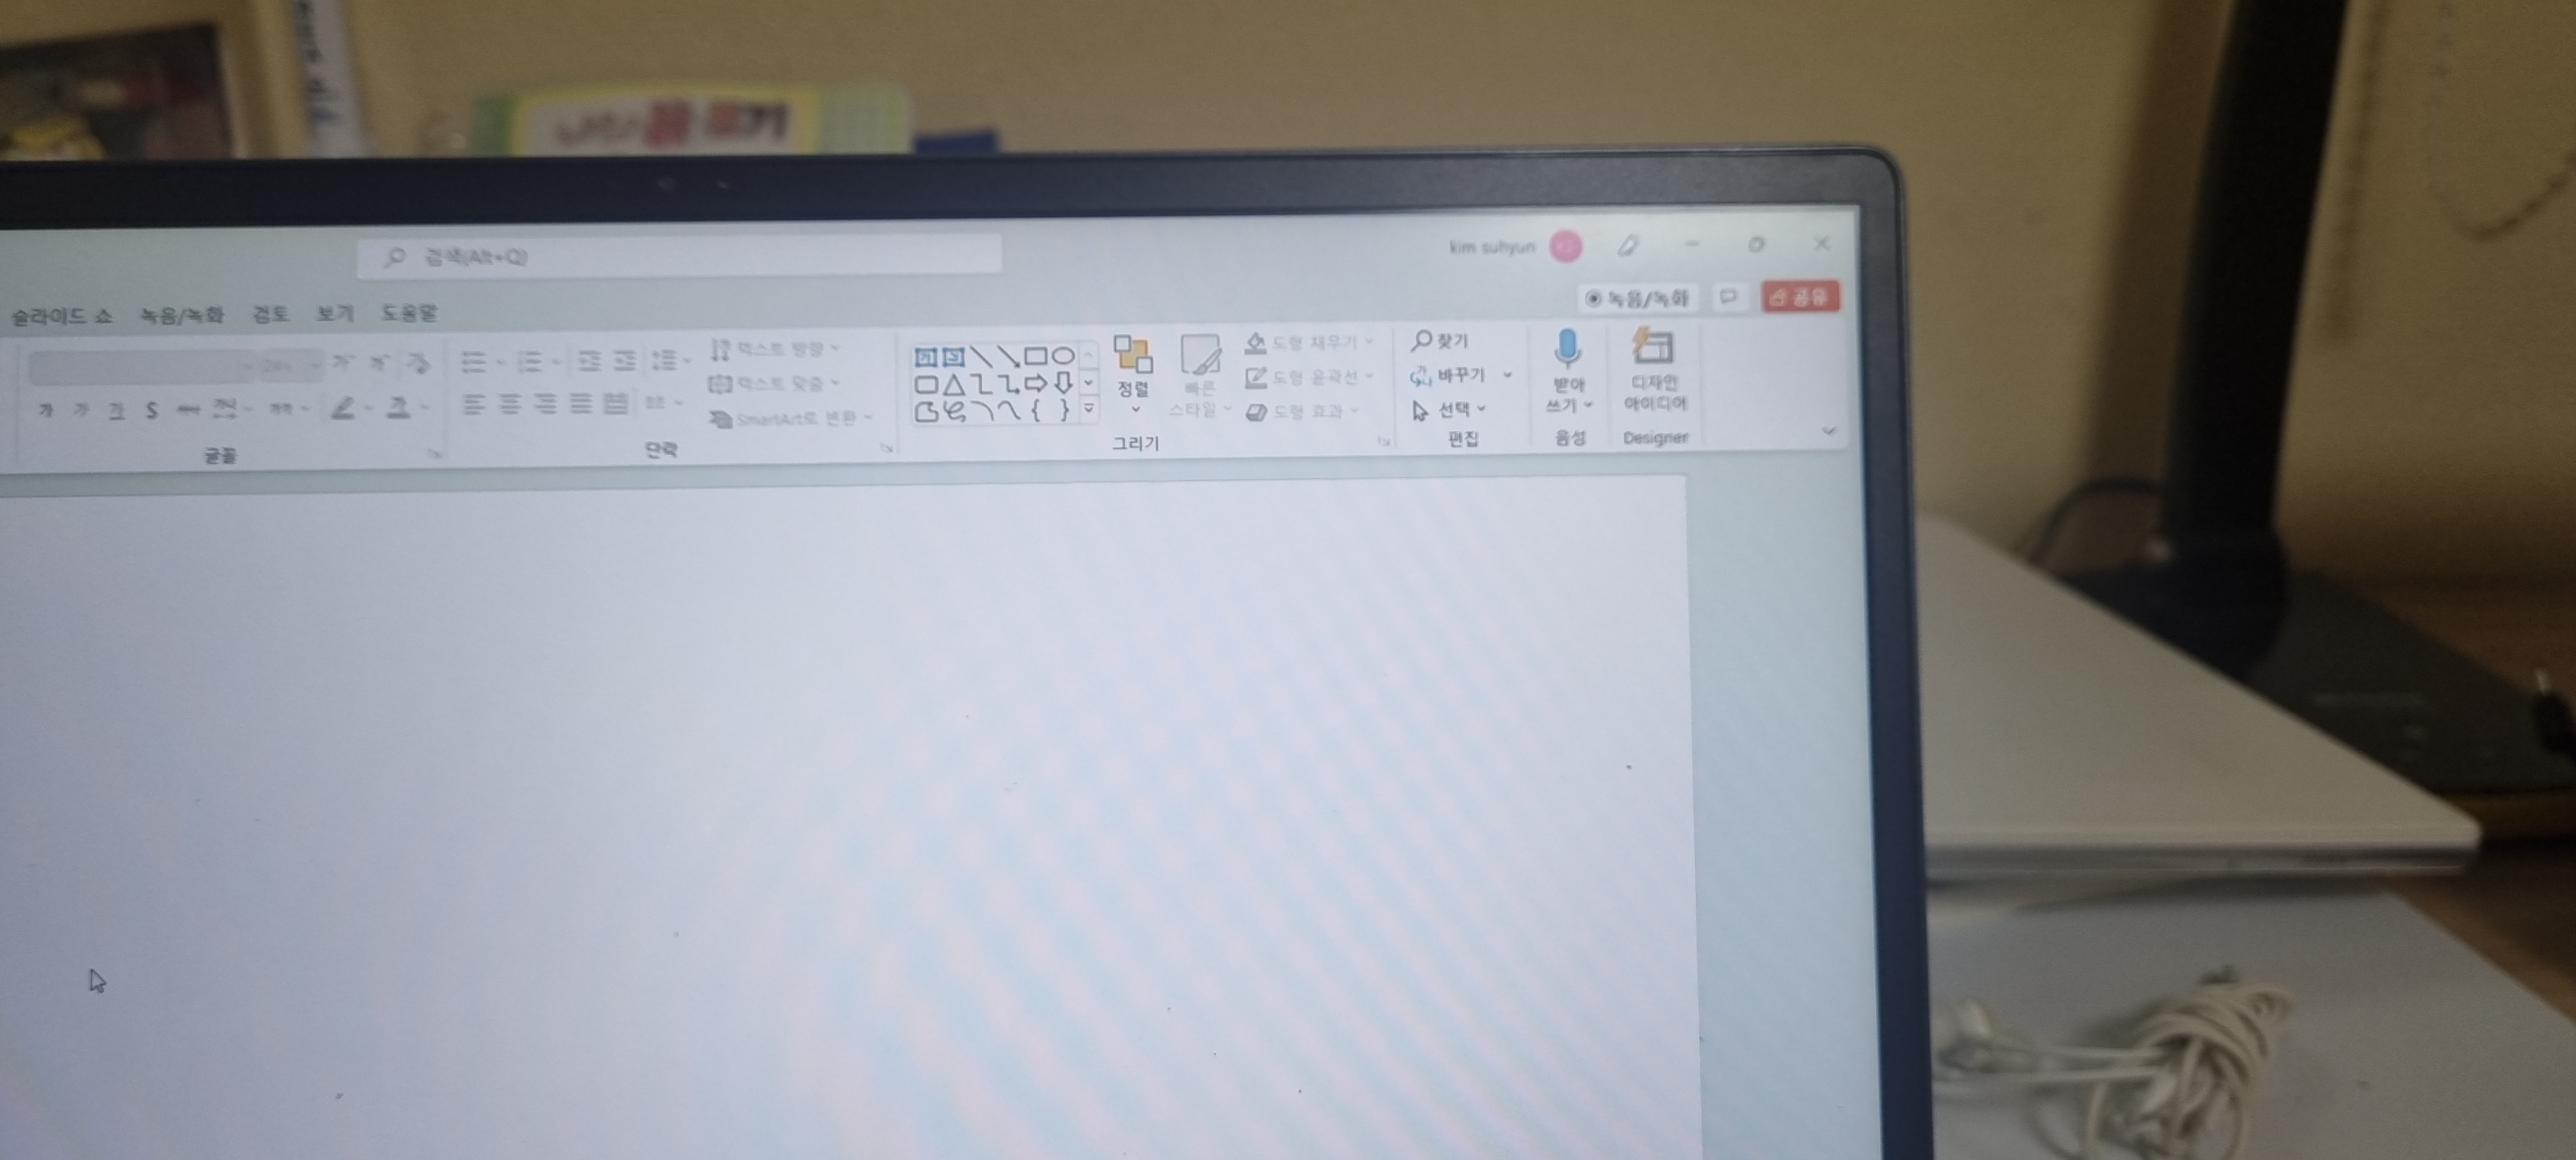 검색(Alt+Q)
kim suhyun
슬라이드 쇼 녹음/녹화 검토 보기 도움말
녹음/녹화 공유
텍스트 방향
텍스트 맞춤
SmartArt로 변환
정렬
빠른 스타일
도형 채우기
도형 윤곽선
도형 효과
찾기
바꾸기
선택
받아쓰기
디자인 아이디어
가 가 가 S
글꼴 단락 그리기 편집 음성 Designer